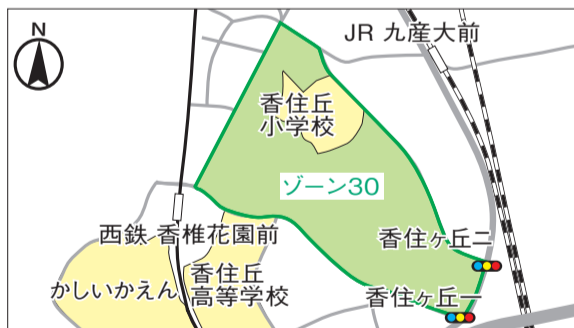 N
JR 九産大前
香住丘
小学校
ゾーン30
西鉄 香椎花園前
香住ヶ丘二
かしいかえん
香住丘
高等学校
香住ヶ丘一